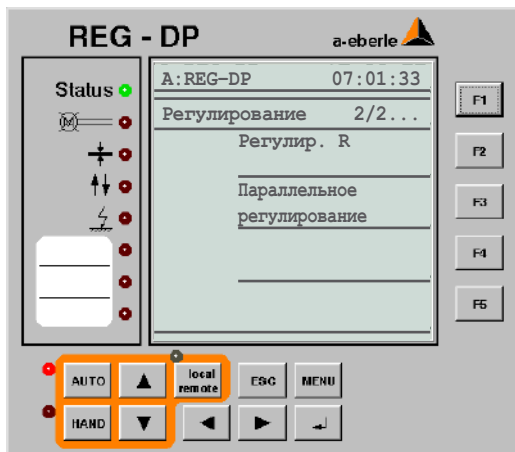 REG - DP
a-eberle
Status
A:REG-DP 07:01:33
Регулирование 2/2...
Регулир. R
Параллельное
регулирование
F1
F2
F3
F4
F5
AUTO
local
remote
ESC
MENU
HAND